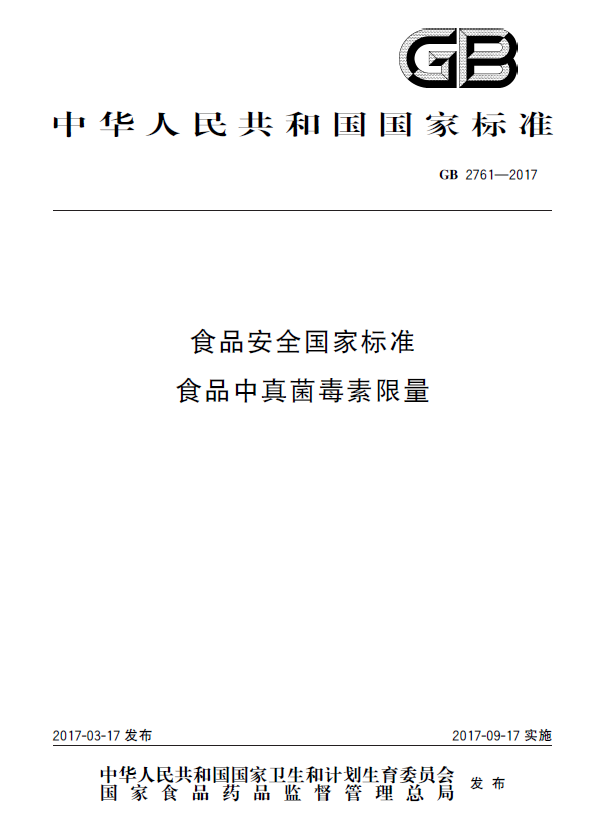 GB
中华人民共和国国家标准
GB 2761—2017
食品安全国家标准
食品中真菌毒素限量
2017-03-17 发布
2017-09-17 实施
中华人民共和国国家卫生和计划生育委员会
国家食品药品监督管理总局
发布